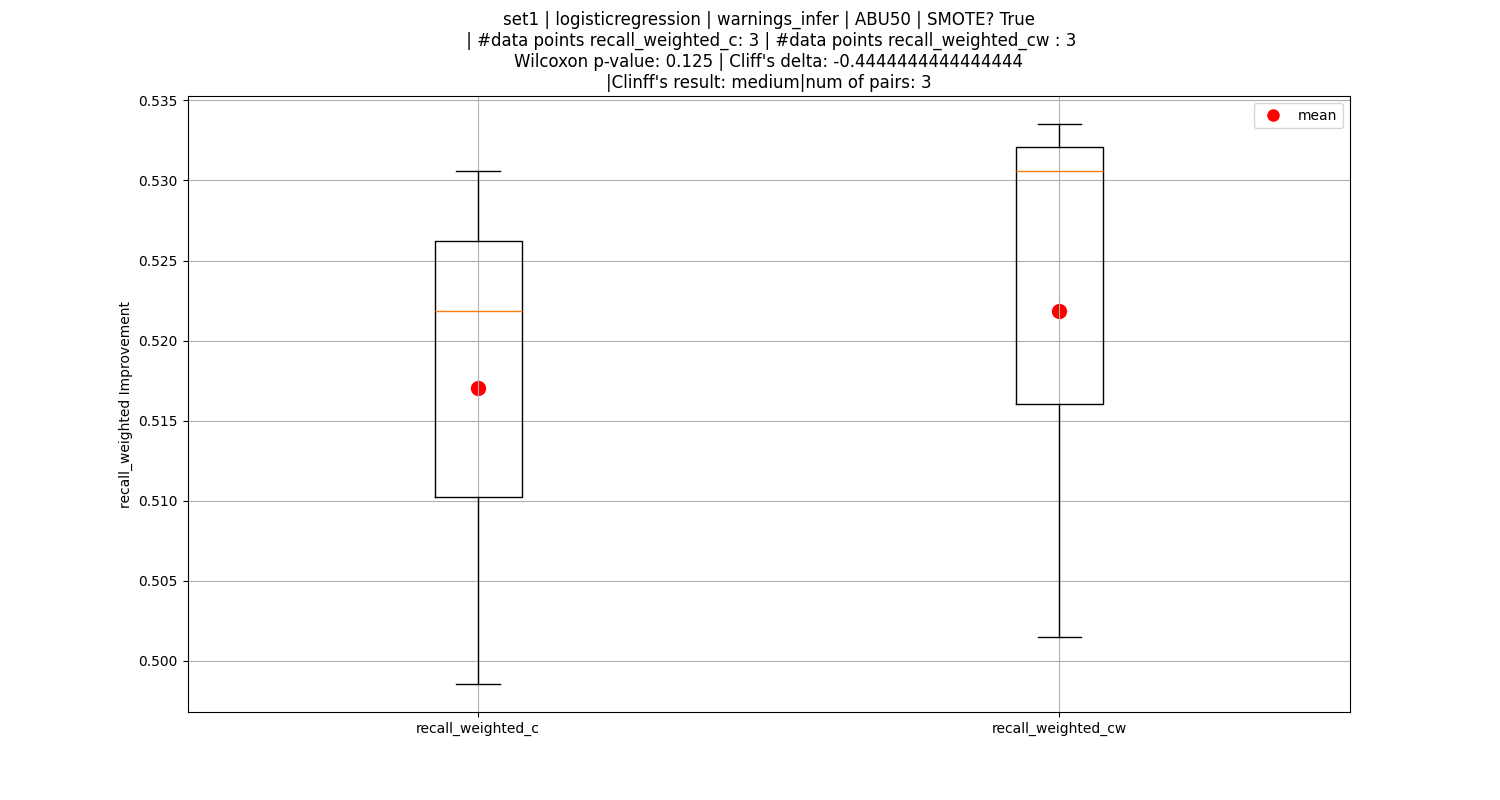 set1 | logisticregression | warnings_infer | ABU50 | SMOTE? True
| #data points recall_weighted_c: 3 | #data points recall_weighted_cw : 3
Wilcoxon p-value: 0.125 | Cliff's delta: -0.4444444444444444
|Clinff's result: medium|num of pairs: 3
mean
recall_weighted Improvement
0.535
0.530
0.525
0.520
0.515
0.510
0.505
0.500
recall_weighted_c
recall_weighted_cw